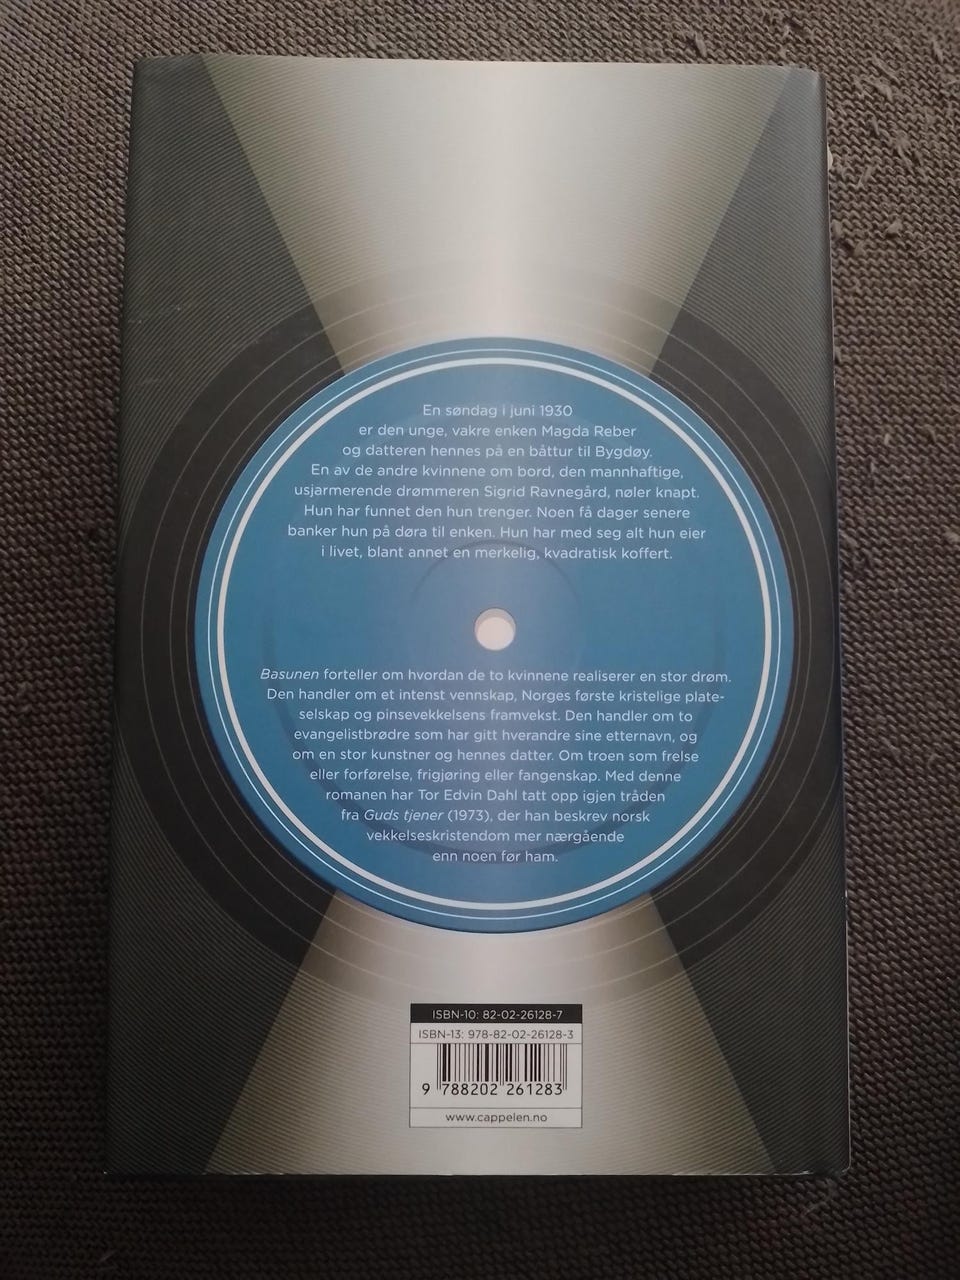 En søndag i juni 1930
er den unge, vakre enken Magda Reber
og datteren hennes på en båttur til Bygdøy.
En av de andre kvinnene om bord, den mannhaftige,
usjarmerende drømmeren Sigrid Ravnegård, nøler knapt.
Hun har funnet den hun trenger. Noen få dager senere
banker hun på døra til enken. Hun har med seg alt hun eier
i livet, blant annet en merkelig, kvadratisk koffert.
Basunen forteller om hvordan de to kvinnene realiserer en stor drøm.
Den handler om et intenst vennskap, Norges første kristelige plate-
selskap og pinsevekkelsens framvekst. Den handler om to
evangelistbrødre som har gitt hverandre sine etternavn, og
om en stor kunstner og hennes datter. Om troen som frelse
eller forførelse, frigjøring eller fangenskap. Med denne
romanen har Tor Edvin Dahl tatt opp igjen tråden
fra Guds tjener (1973), der han beskrev norsk
vekkelseskristendom mer nærgående
enn noen før ham.
ISBN-10: 82-02-26128-7
ISBN-13: 978-82-02-26128-3
9 788202 261283
www.cappelen.no